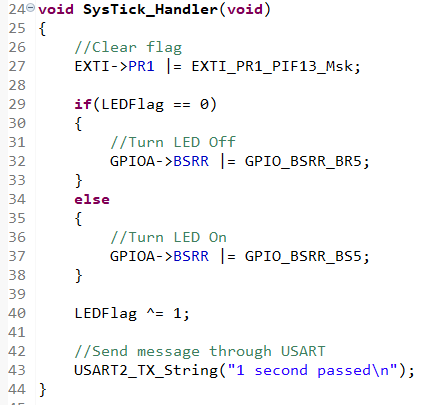 24 void SysTick_Handler(void)
25 {
26     //Clear flag
27     EXTI->PR1 |= EXTI_PR1_PIF13_Msk;
28
29     if(LEDFlag == 0)
30     {
31         //Turn LED Off
32         GPIOA->BSRR |= GPIO_BSRR_BR5;
33     }
34     else
35     {
36         //Turn LED On
37         GPIOA->BSRR |= GPIO_BSRR_BS5;
38     }
39
40     LEDFlag ^= 1;
41
42     //Send message through USART
43     USART2_TX_String("1 second passed\n");
44 }